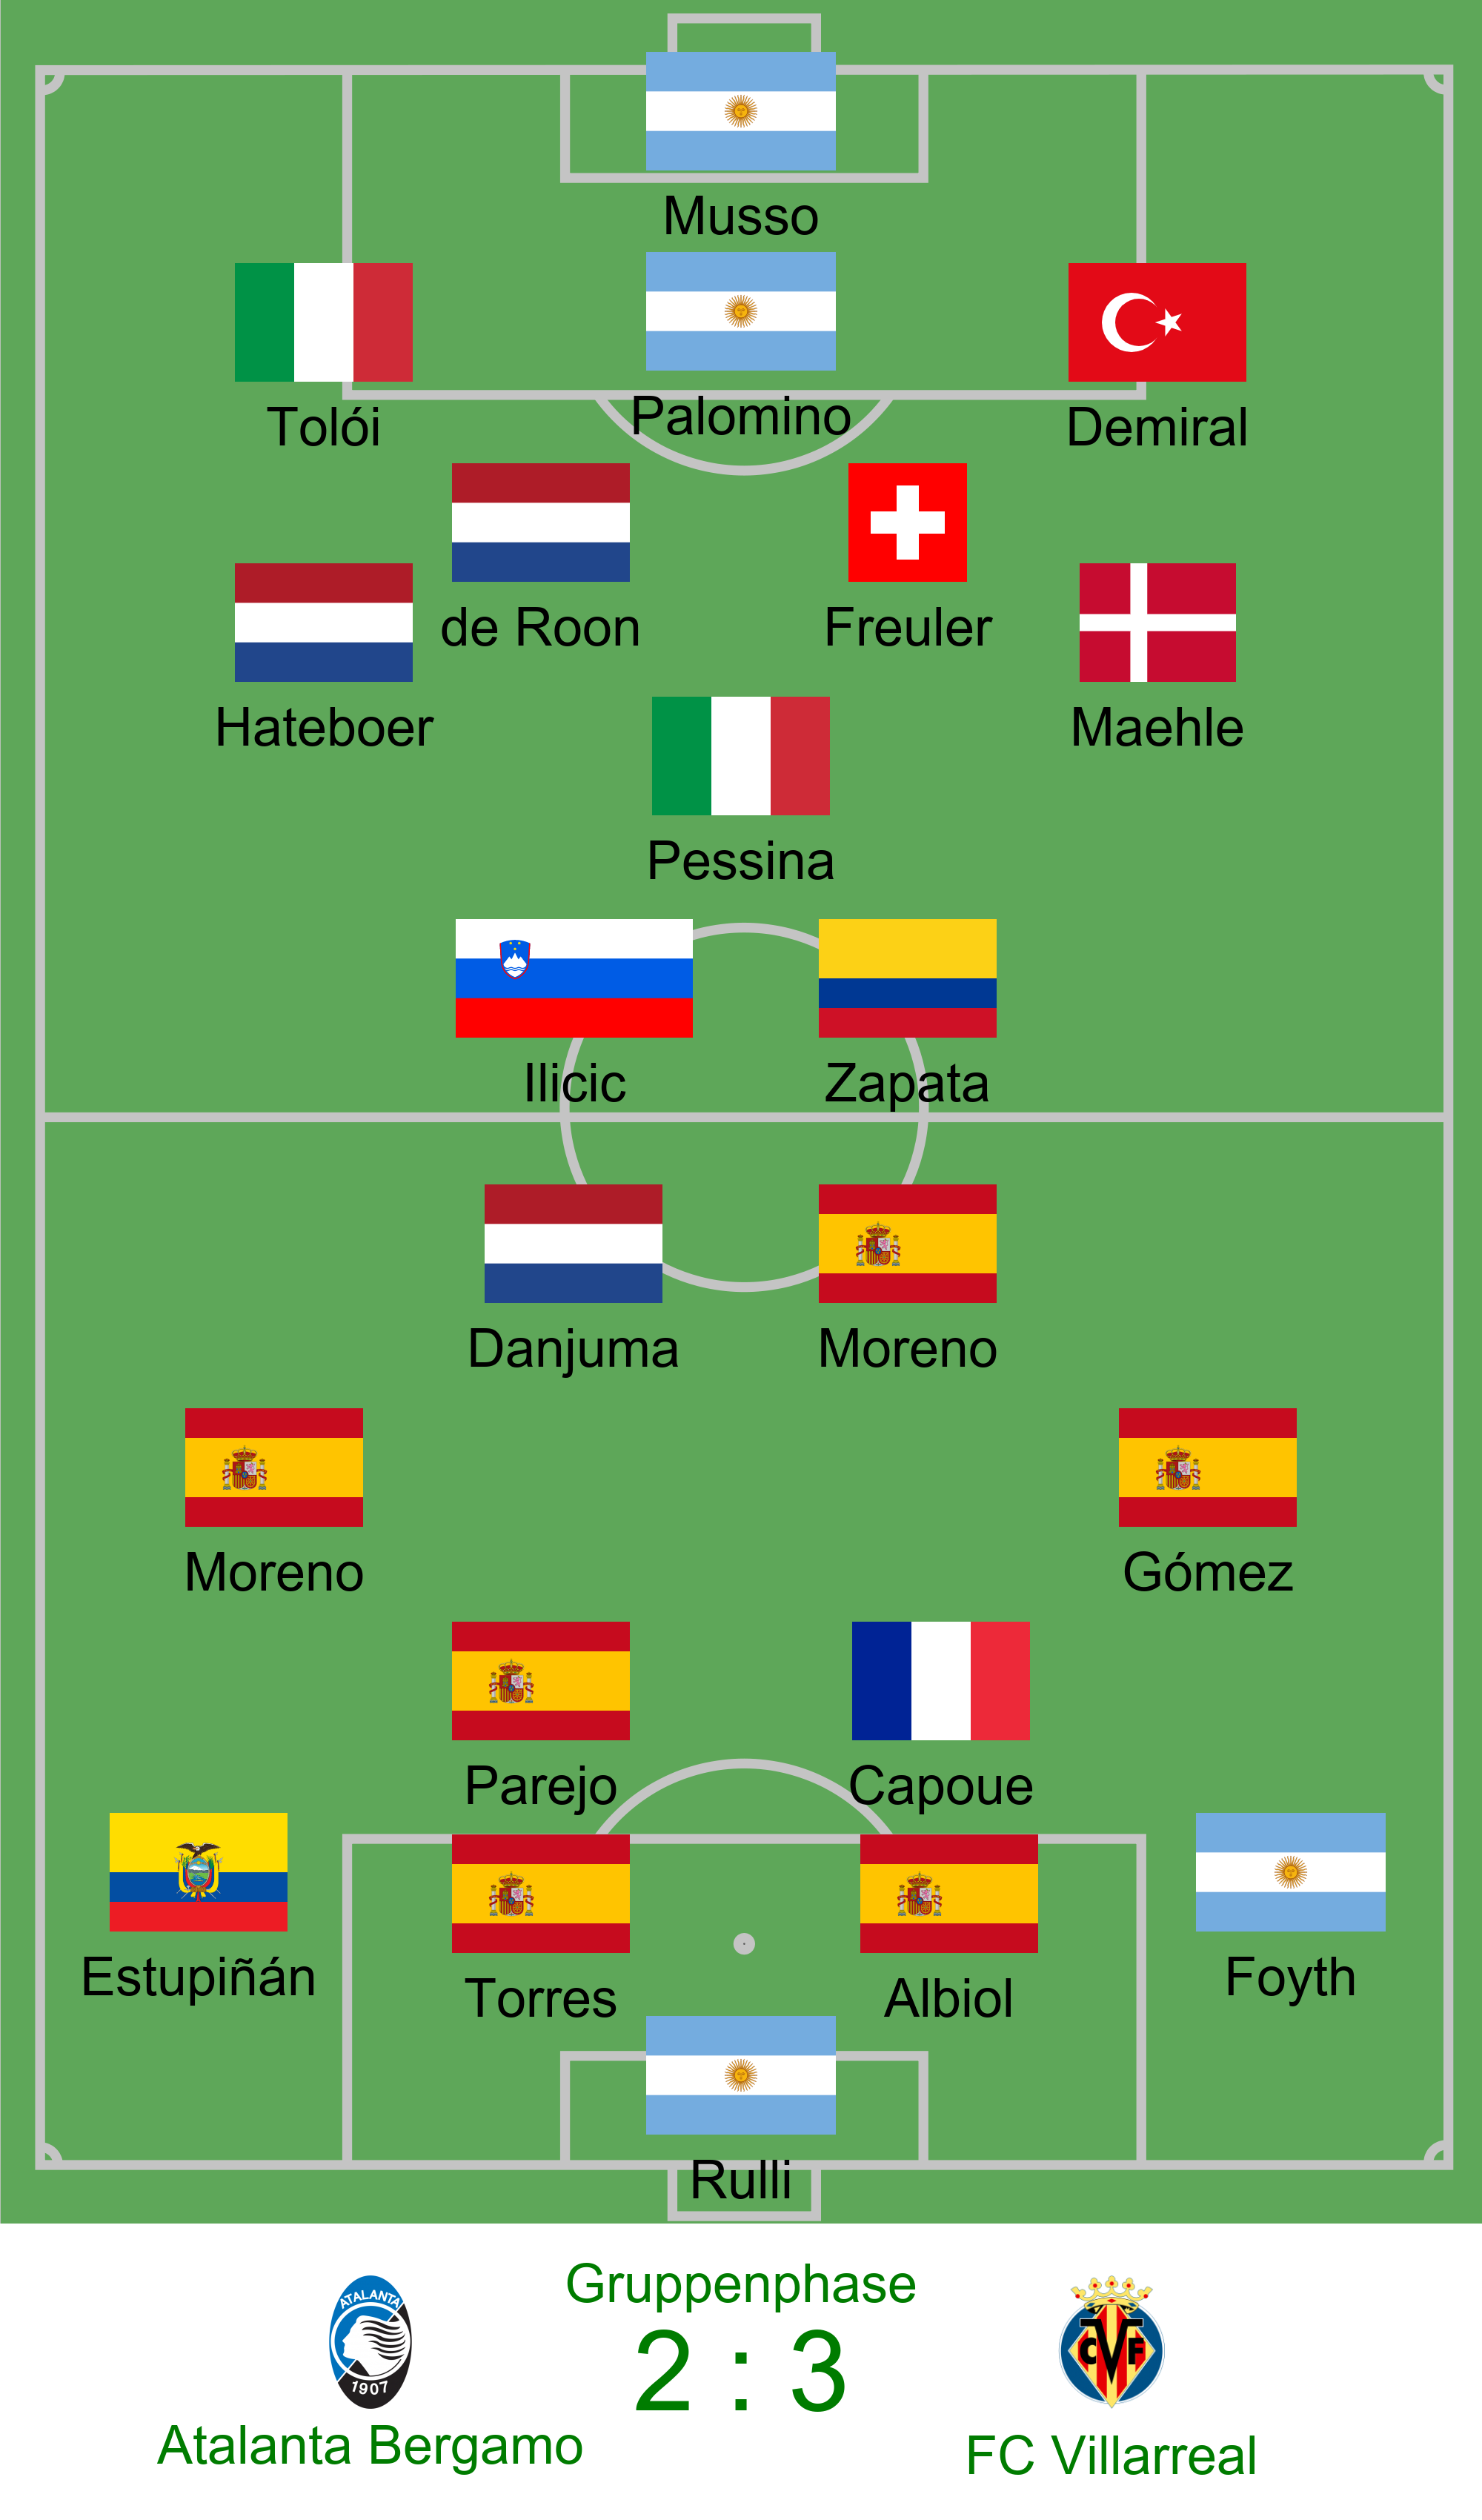 Musso
Tolói
Palomino
Demiral
de Roon
Freuler
Hateboer
Maehle
Pessina
Ilicic
Zapata
Danjuma
Moreno
Moreno
Gómez
Parejo
Capoue
Estupiñán
Torres
Albiol
Foyth
Rulli
Gruppenphase
2 : 3
ATALANTA
1907
CVF
Atalanta Bergamo
FC Villarreal